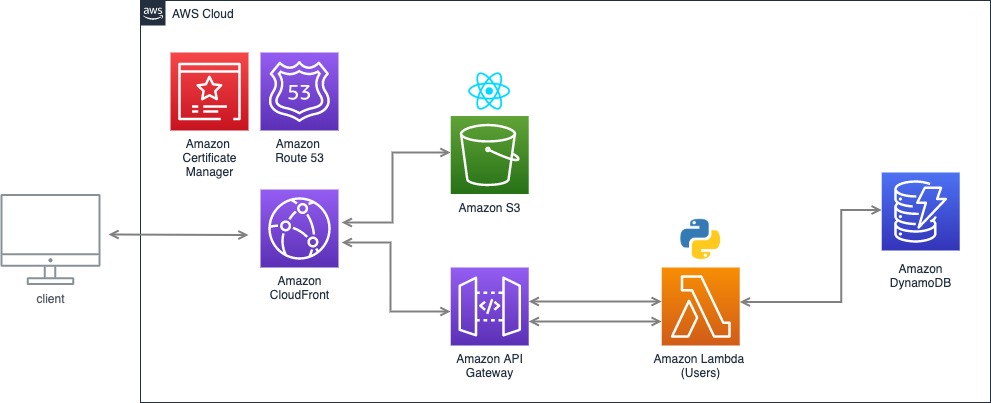 aws
AWS Cloud
Amazon
Certificate
Manager
53
Amazon
Route 53
Amazon S3
client
Amazon
CloudFront
</>
Amazon API
Gateway
Amazon Lambda
(Users)
Amazon
DynamoDB